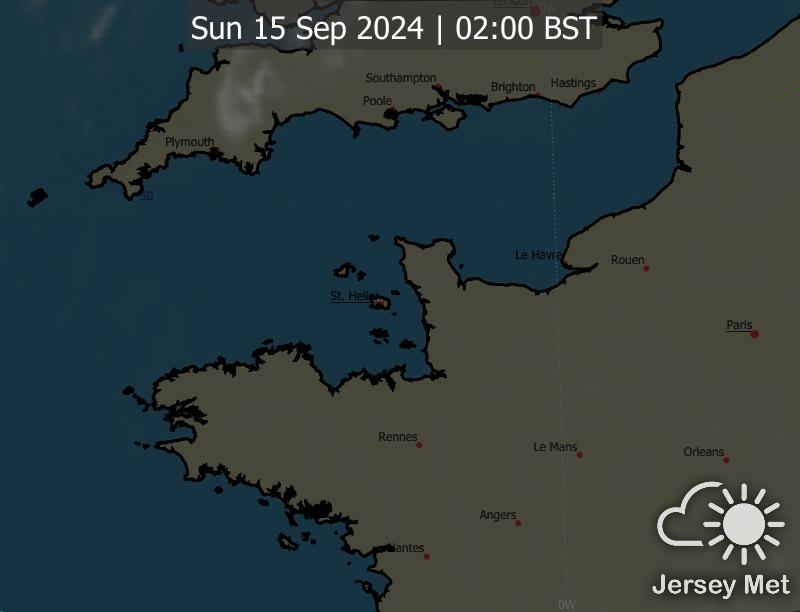 London
0W
Sun 15 Sep 2024 | 02:00 BST
Southampton
Brighton
Hastings
Poole
Plymouth
50
Le Havre
Rouen
St. Helier
Paris
Rennes
Le Mans
Orleans
Angers
Nantes
Jersey Met
0W